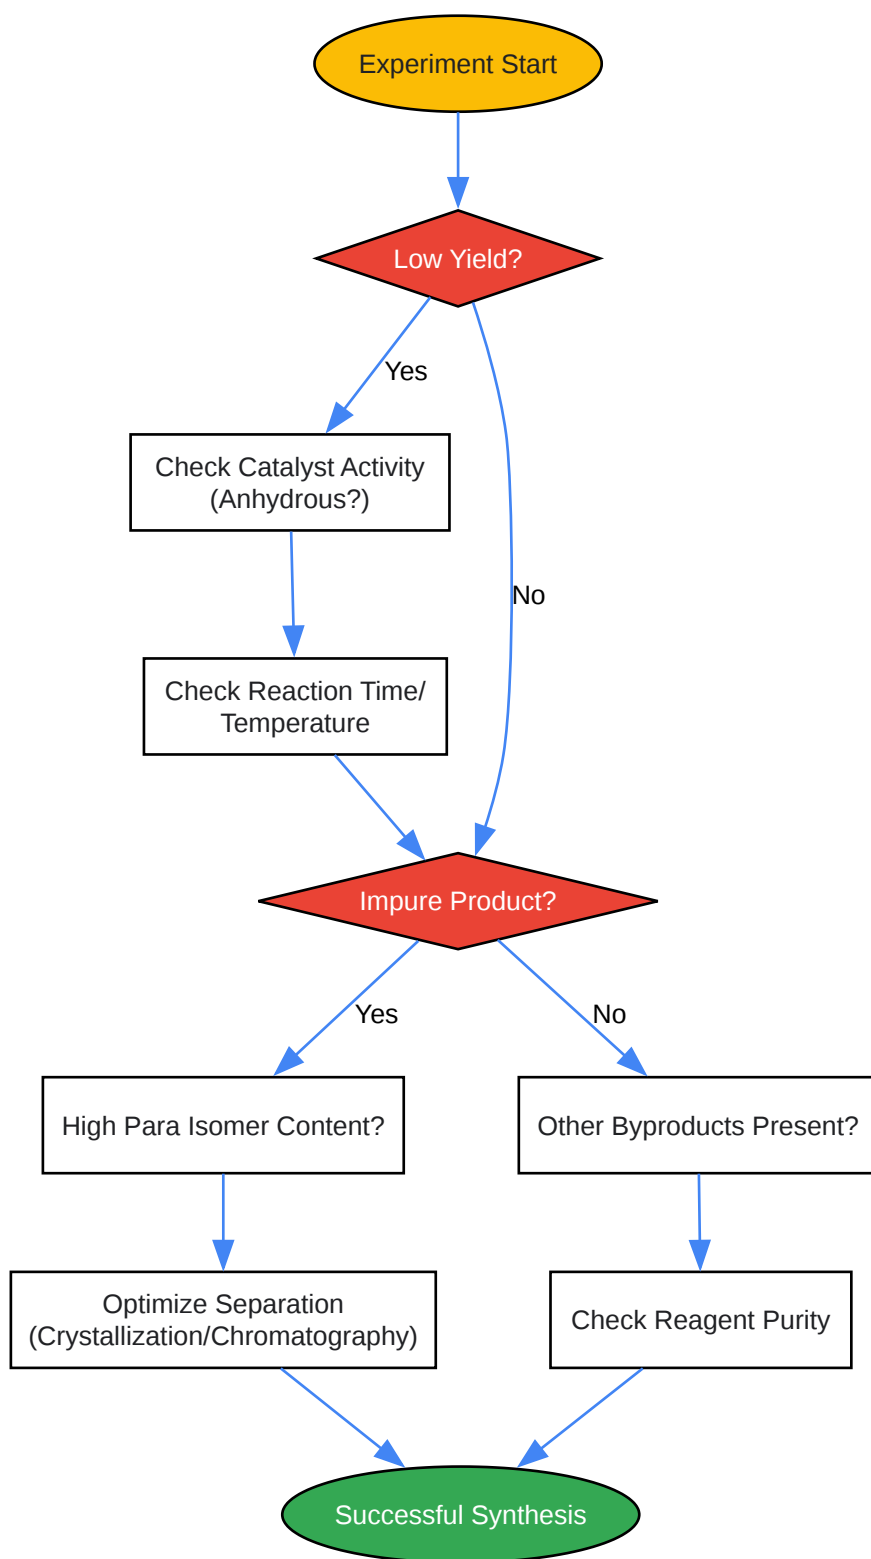 Experiment Start
Low Yield?
Yes
Check Catalyst Activity
(Anhydrous?)
No
Check Reaction Time/
Temperature
Impure Product?
Yes
No
High Para Isomer Content?
Other Byproducts Present?
Optimize Separation
(Crystallization/Chromatography)
Check Reagent Purity
Successful Synthesis